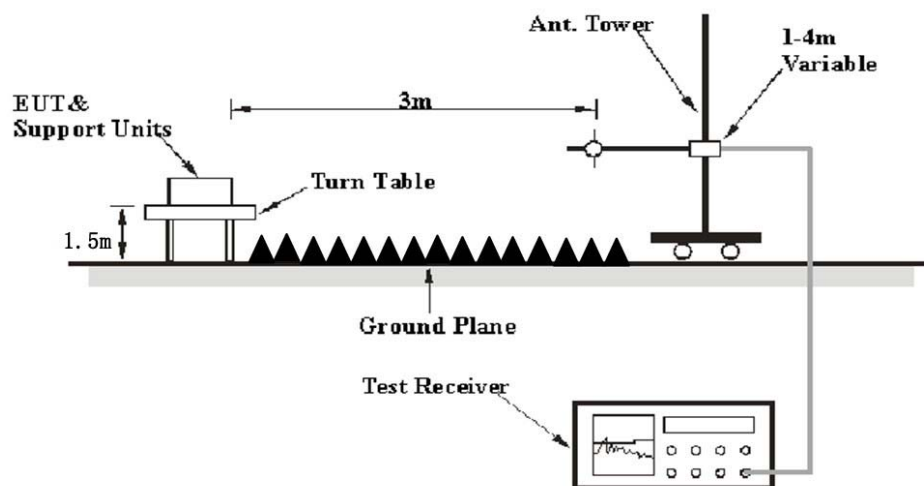 Ant. Tower
1-4m
Variable
3m
EUT&
Support Units
Turn Table
1.5m
Ground Plane
Test Receiver